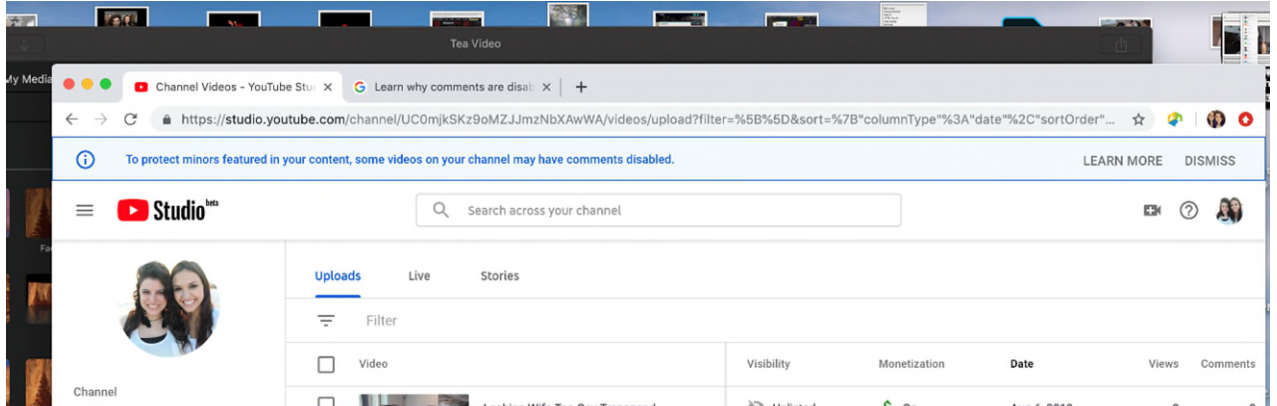 Tea Video
My Media
Channel Videos - YouTube Stu
Learn why comments are disab
https://studio.youtube.com/channel/UC0mjkSKz9oMZJJmzNbXAwWA/videos/upload?filter=%5B%5D&sort=%7B"columnType"%3A"date"%2C"sortOrder"...
To protect minors featured in your content, some videos on your channel may have comments disabled. LEARN MORE DISMISS
Studio beta
Search across your channel
Uploads Live Stories
Filter
Video Visibility Monetization Date Views Comments
Channel
Unlisted On